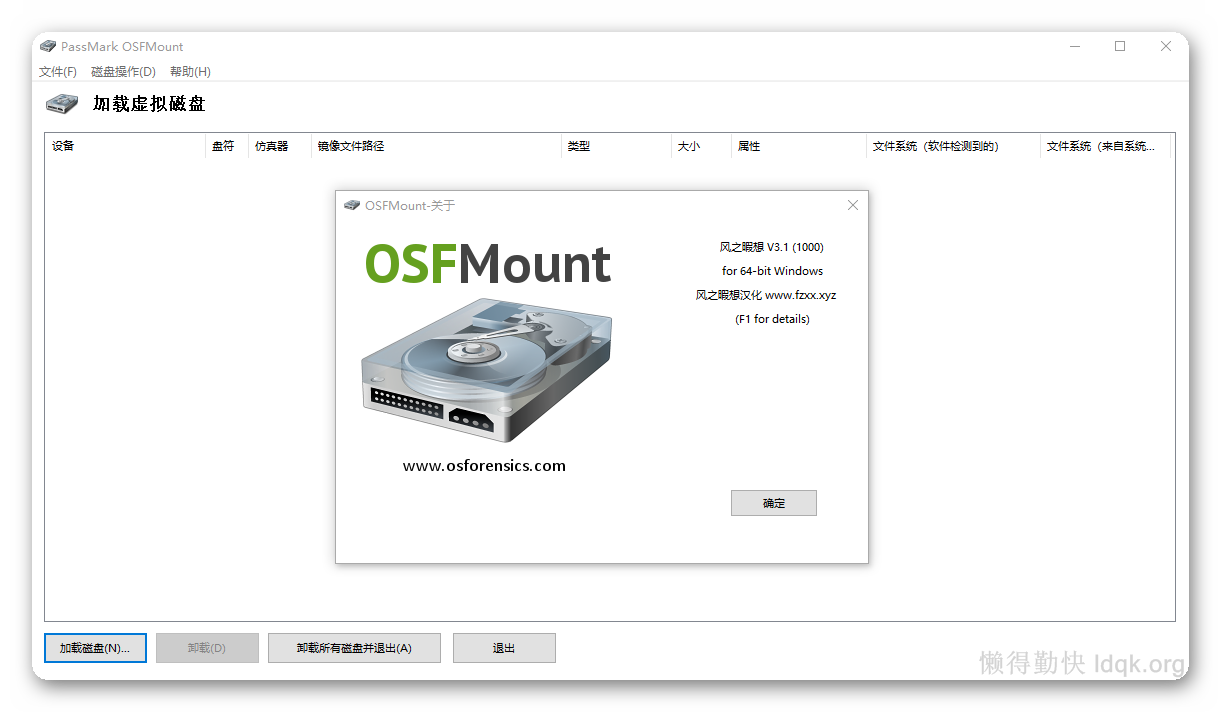 PassMark OSFMount
文件(F) 磁盘操作(D) 帮助(H)
加载虚拟磁盘
设备 盘符 仿真器 镜像文件路径 类型 大小 属性 文件系统（软件检测到的） 文件系统（来自系统...
OSFMount-关于
OSFMount
风之暇想 V3.1 (1000)
for 64-bit Windows
风之暇想汉化 www.fzxx.xyz
(F1 for details)
www.osforensics.com
确定
加载磁盘(N)... 卸载(D) 卸载所有磁盘并退出(A) 退出
懒得勤快 ldqk.org